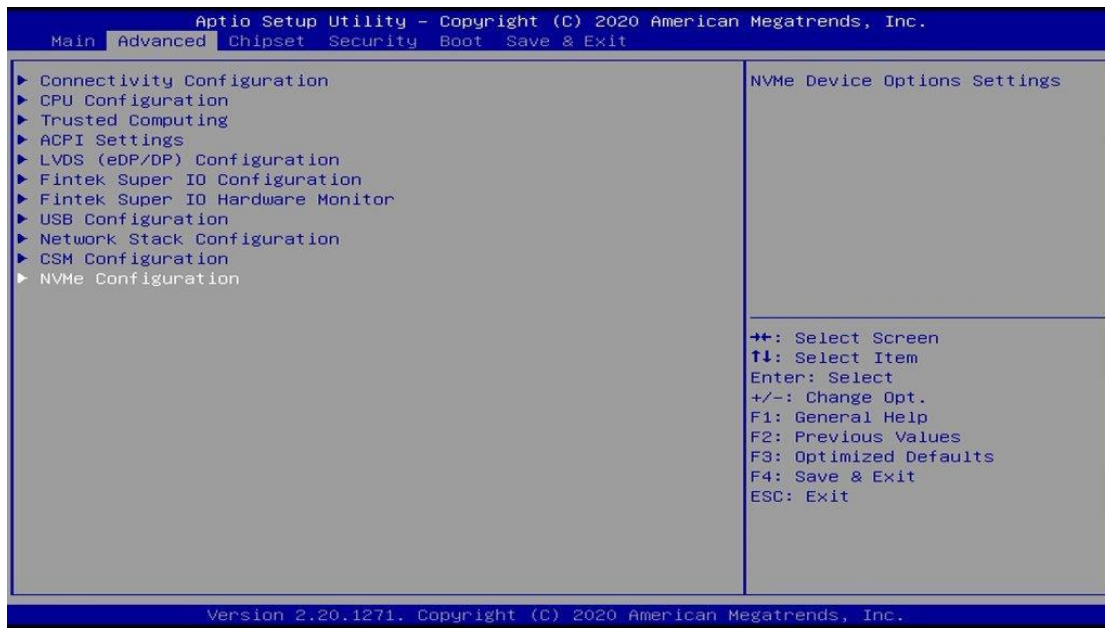 Aptio Setup Utility – Copyright (C) 2020 American Megatrends, Inc.
Main Advanced Chipset Security Boot Save & Exit
▶ Connectivity Configuration
▶ CPU Configuration
▶ Trusted Computing
▶ ACPI Settings
▶ LVDS (eDP/DP) Configuration
▶ Fintek Super IO Configuration
▶ Fintek Super IO Hardware Monitor
▶ USB Configuration
▶ Network Stack Configuration
▶ CSM Configuration
▶ NVMe Configuration
NVMe Device Options Settings
→←: Select Screen
↑↓: Select Item
Enter: Select
+/-: Change Opt.
F1: General Help
F2: Previous Values
F3: Optimized Defaults
F4: Save & Exit
ESC: Exit
Version 2.20.1271. Copyright (C) 2020 American Megatrends, Inc.